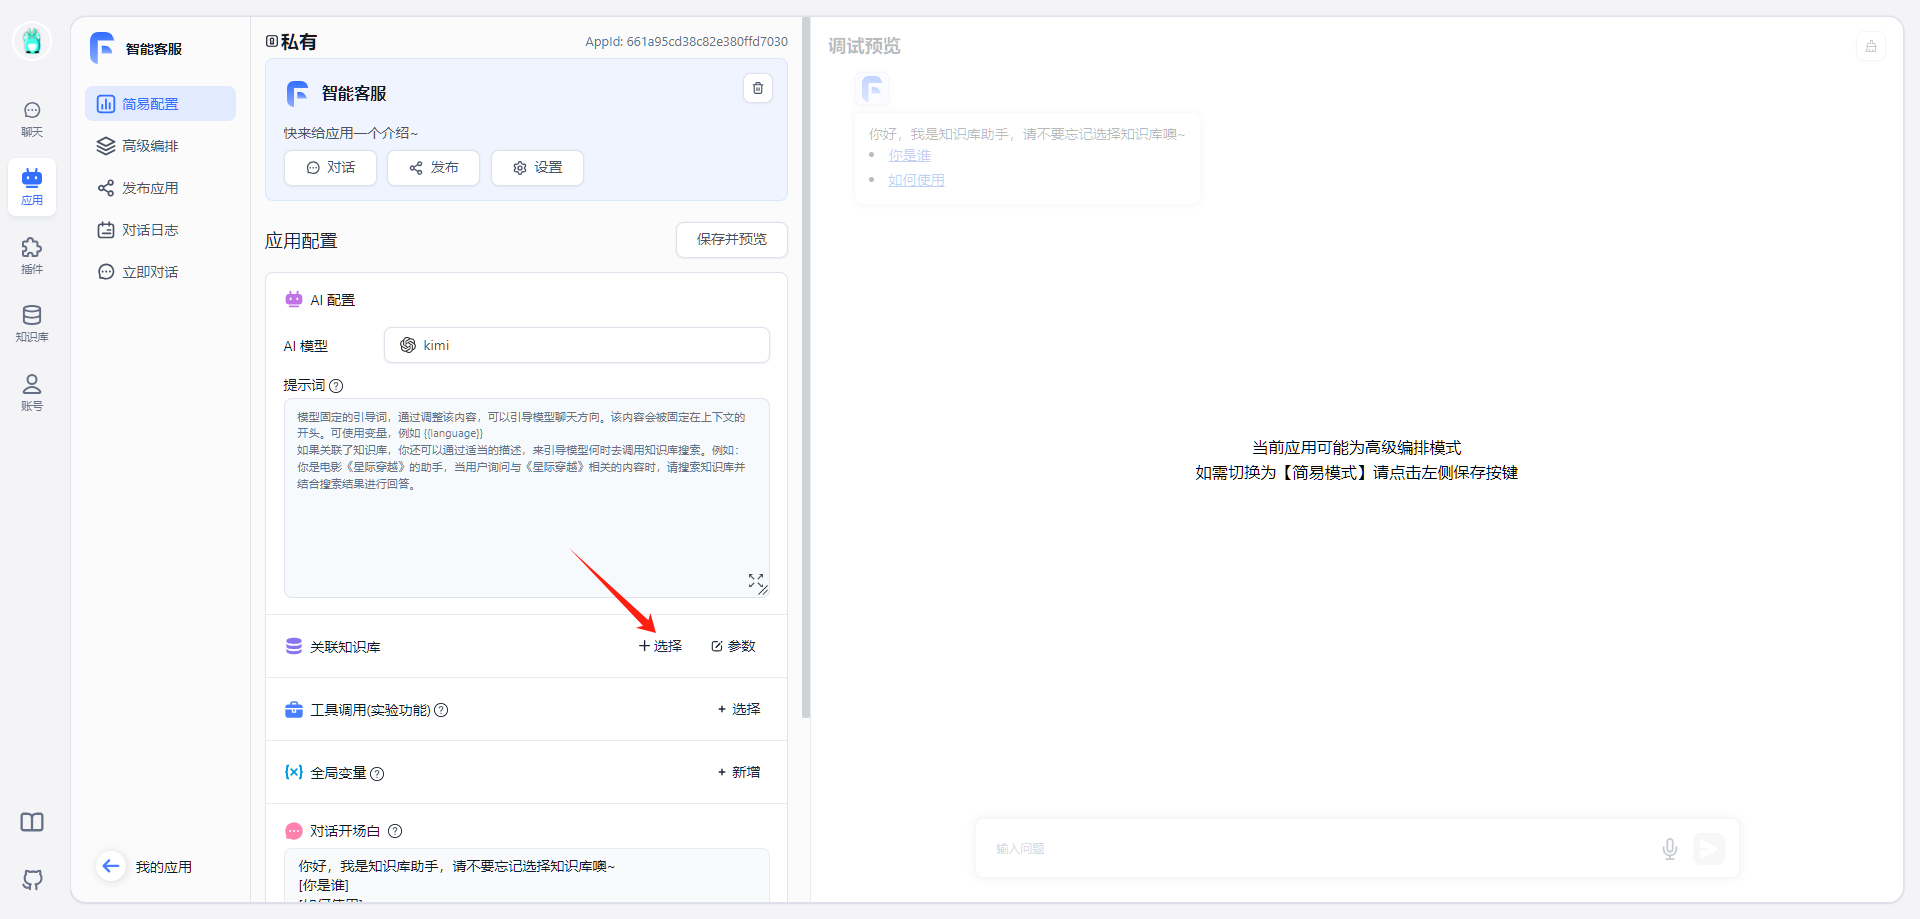 聊天
应用
插件
知识库
账号
智能客服
简易配置
高级编排
发布应用
对话日志
立即对话
我的应用
私有
AppId: 661a95cd38c82e380ffd7030
智能客服
快来给应用一个介绍~
对话
发布
设置
应用配置
保存并预览
AI 配置
AI 模型
kimi
提示词
模型固定的引导词，通过调整该内容，可以引导模型聊天方向。该内容会被固定在上下文的
开头。可使用变量，例如 {{language}}
如果关联了知识库，你还可以通过适当的描述，来引导模型何时去调用知识库搜索。例如：
你是电影《星际穿越》的助手，当用户询问与《星际穿越》相关的内容时，请搜索知识库并
结合搜索结果进行回答。
关联知识库
+选择
参数
工具调用(实验功能)
+ 选择
全局变量
+ 新增
对话开场白
你好，我是知识库助手，请不要忘记选择知识库噢~
[你是谁]
[如何使用]
调试预览
你好，我是知识库助手，请不要忘记选择知识库噢~
• 你是谁
• 如何使用
当前应用可能为高级编排模式
如需切换为【简易模式】请点击左侧保存按键
输入问题